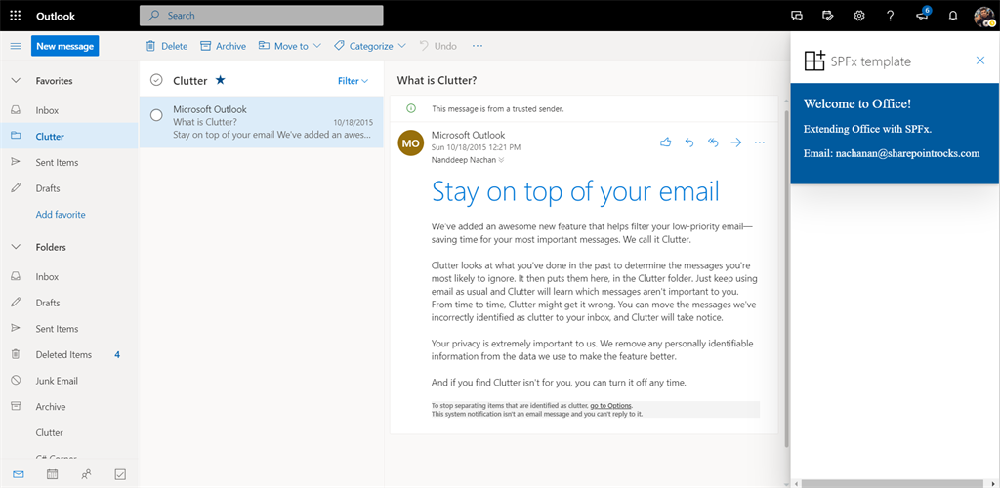 Outlook
Search
6
New message
Delete
Archive
Move to
Categorize
Undo
Favorites
Inbox
Clutter
Sent Items
Drafts
Add favorite
Folders
Inbox
Drafts
Sent Items
Deleted Items 4
Junk Email
Archive
Clutter
C# Corner
Clutter
Filter
Microsoft Outlook
What is Clutter? 10/18/2015
Stay on top of your email We've added an awes...
What is Clutter?
This message is from a trusted sender.
MO
Microsoft Outlook
Sun 10/18/2015 12:21 PM
Nanddeep Nachan
Stay on top of your email
We've added an awesome new feature that helps filter your low-priority email—
saving time for your most important messages. We call it Clutter.
Clutter looks at what you've done in the past to determine the messages you're
most likely to ignore. It then puts them here, in the Clutter folder. Just keep using
email as usual and Clutter will learn which messages aren't important to you.
From time to time, Clutter might get it wrong. You can move the messages we've
incorrectly identified as clutter to your inbox, and Clutter will take notice.
Your privacy is extremely important to us. We remove any personally identifiable
information from the data we use to make the feature better.
And if you find Clutter isn't for you, you can turn it off any time.
To stop separating items that are identified as clutter, go to Options.
This system notification isn't an email message and you can't reply to it.
SPFx template
Welcome to Office!
Extending Office with SPFx.
Email: nachanan@sharepointrocks.com